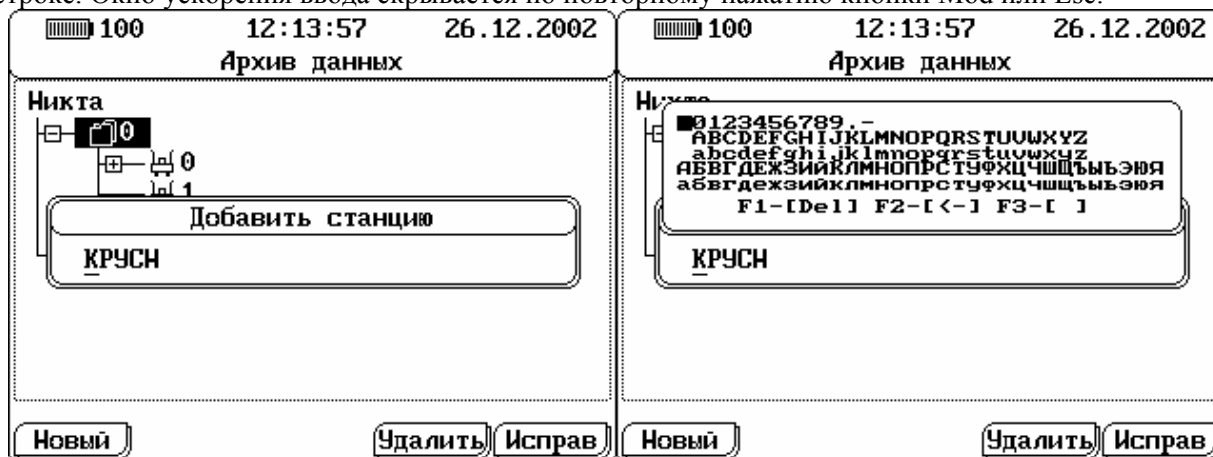 строке. Окно ускорения ввода скрывается по повторному нажатию кнопки Mod или Esc.
100 12:13:57 26.12.2002
Архив данных
Никта
0
0
1
Добавить станцию
КРУСН
Новый Удалить Исправ
100 12:13:57 26.12.2002
Архив данных
0123456789.-
ABCDEFGHIJKLMNOPQRSTUVWXYZ
abcdefghijklmnopqrstuvwxyz
АБВГДЕЖЗИЙКЛМНОПРСТУФХЦЧШЩЪЫЬЭЮЯ
абвгдежзийклмнопрстуфхцчшщъыьэюя
F1-[Del] F2-[<-] F3-[ ]
КРУСН
Новый Удалить Исправ